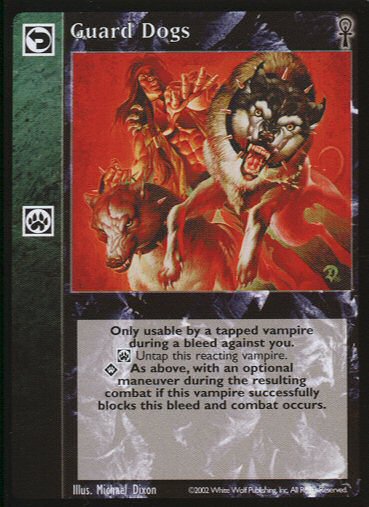 Guard Dogs
Only usable by a tapped vampire
during a bleed against you.
Untap this reacting vampire.
As above, with an optional
maneuver during the resulting
combat if this vampire successfully
blocks this bleed and combat occurs.
Illus. Michael Dixon
©2002 White Wolf Publishing, Inc. All Rights Reserved.